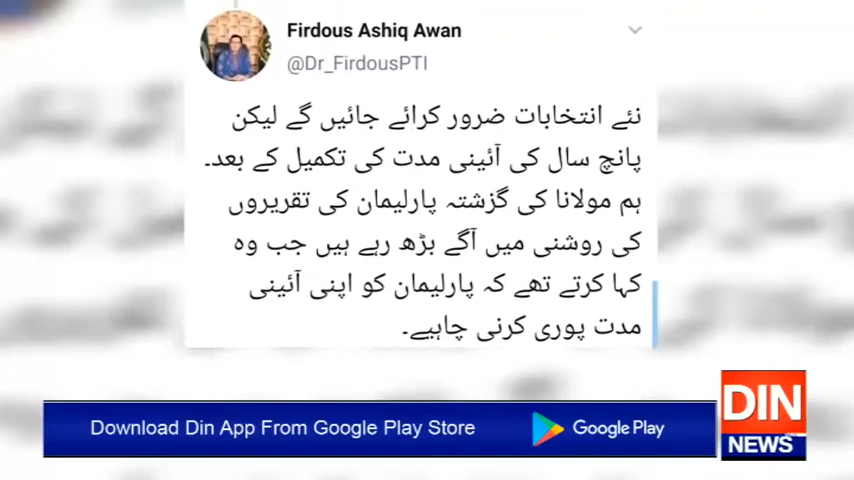 Firdous Ashiq Awan
@Dr_FirdousPTI
نئے انتخابات ضرور کرائے جائیں گے لیکن
پانچ سال کی آئینی مدت کی تکمیل کے بعد۔
ہم مولانا کی گزشتہ پارلیمان کی تقریروں
کی روشنی میں آگے بڑھ رہے ہیں جب وہ
کہا کرتے تھے کہ پارلیمان کو اپنی آئینی
مدت پوری کرنی چاہیے۔
Download Din App From Google Play Store
Google Play
DIN
NEWS